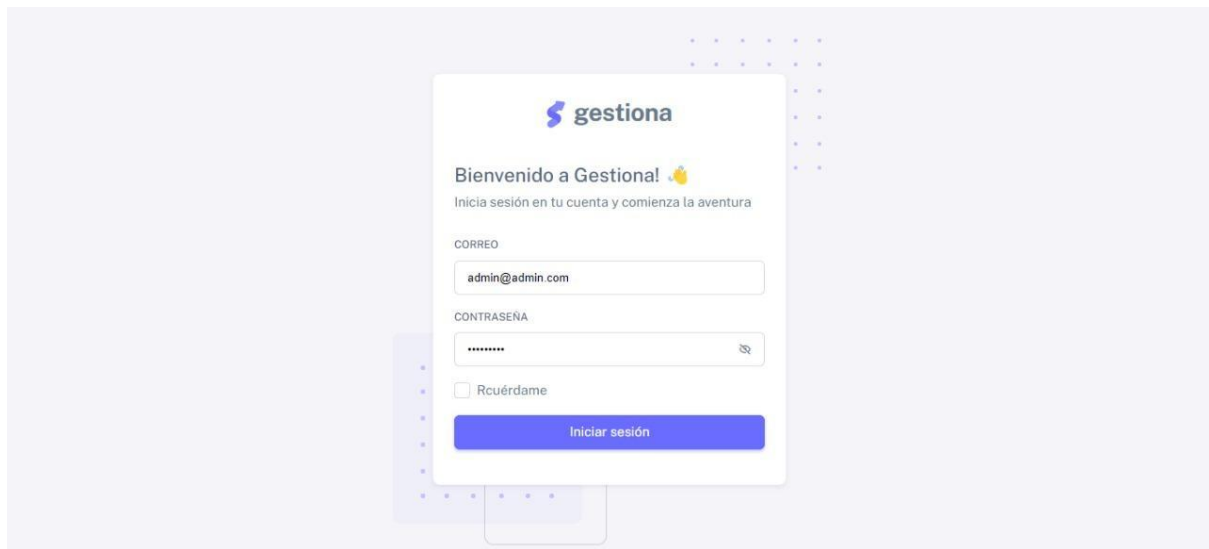 gestiona
Bienvenido a Gestiona! 👋
Inicia sesión en tu cuenta y comienza la aventura
CORREO
admin@admin.com
CONTRASEÑA
•••••••••
Rcuérdame
Iniciar sesión